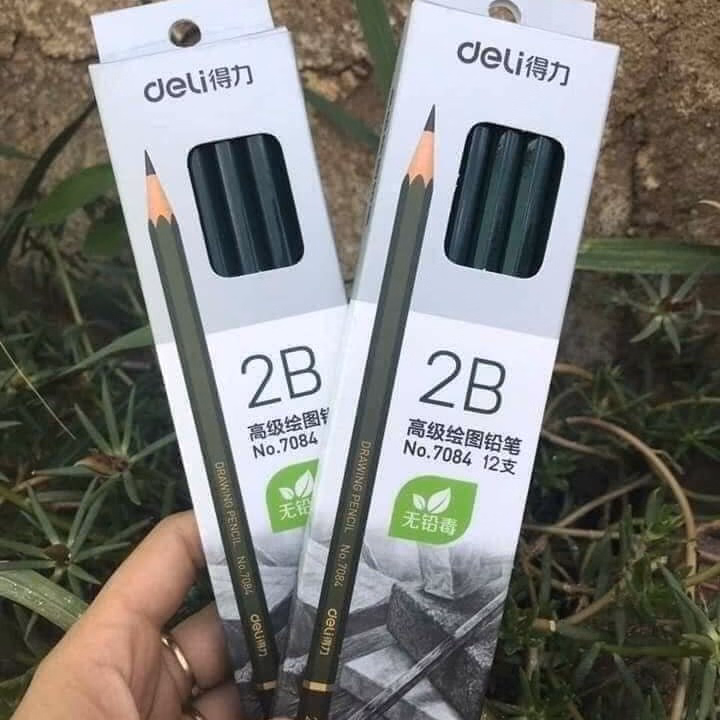 deli得力
2B
高级绘图铅
No.7084
无铅
DRAWING PENCIL No.7084 deli得力
deli得力
2B
高级绘图铅笔
No.7084 12支
无铅毒
DRAWING PENCIL No.7084 deli得力
2